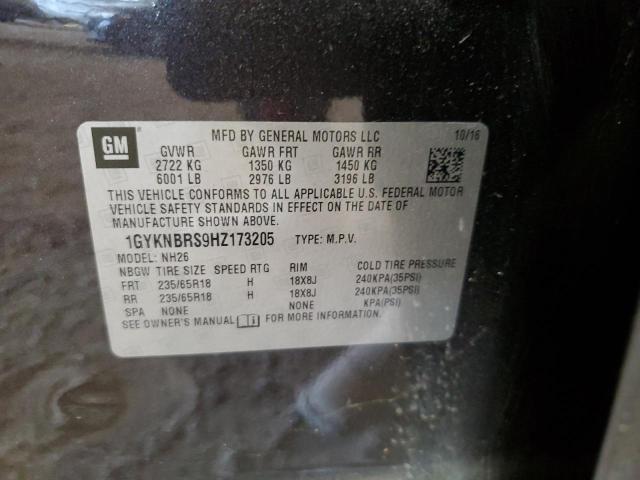 GM
MFD BY GENERAL MOTORS LLC 10/16
GVWR GAWR FRT GAWR RR
2722 KG 1350 KG 1450 KG
6001 LB 2976 LB 3196 LB
THIS VEHICLE CONFORMS TO ALL APPLICABLE U.S. FEDERAL MOTOR
VEHICLE SAFETY STANDARDS IN EFFECT ON THE DATE OF
MANUFACTURE SHOWN ABOVE.
1GYKNBRS9HZ173205 TYPE: M.P.V.
MODEL: NH26
NBGW TIRE SIZE SPEED RTG RIM COLD TIRE PRESSURE
FRT 235/65R18 H 18X8J 240KPA(35PSI)
RR 235/65R18 H 18X8J 240KPA(35PSI)
SPA NONE NONE KPA(PSI)
SEE OWNER'S MANUAL FOR MORE INFORMATION.